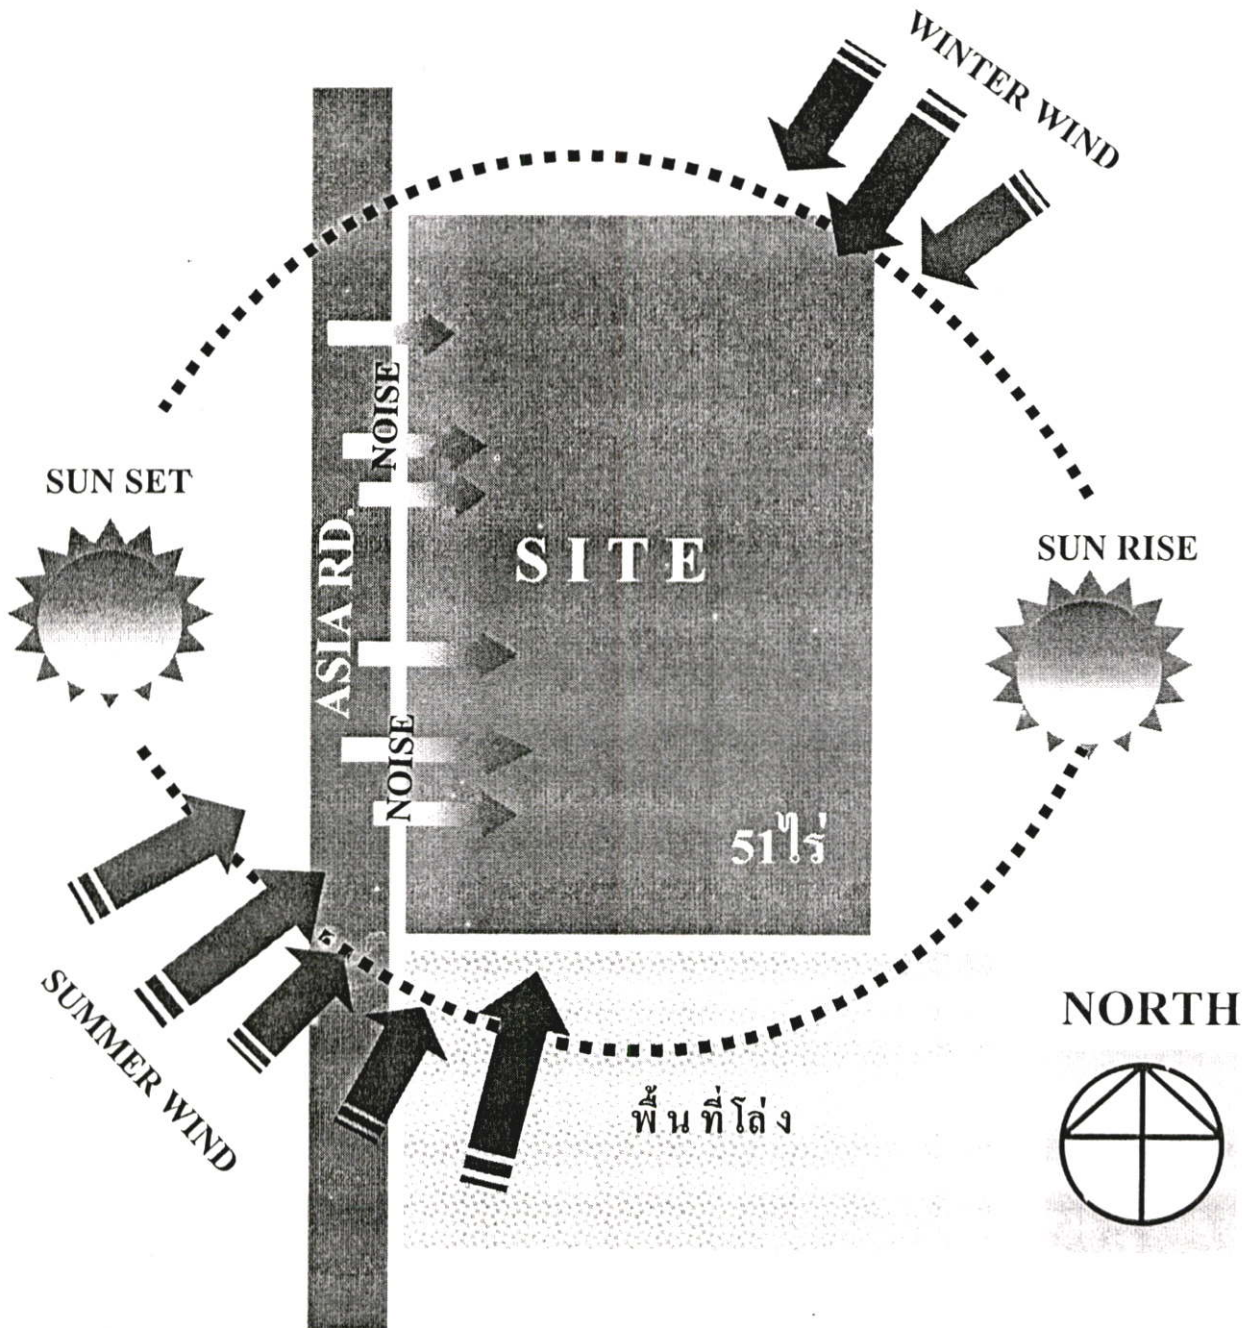 WINTER WIND
NOISE
SUN SET
SUN RISE
ASIA RD.
SITE
NOISE
51ไร่
SUMMER WIND
NORTH
พื้นที่โล่ง